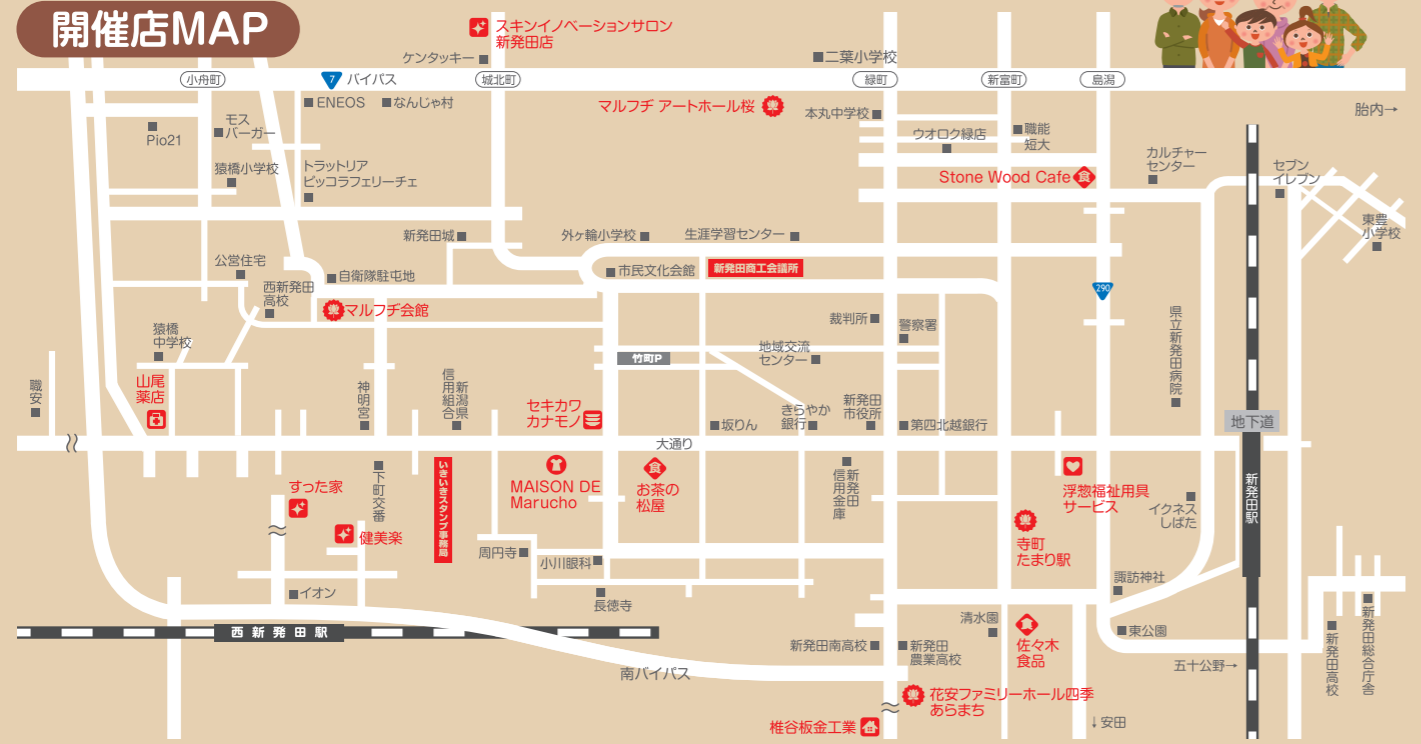 開催店MAP
スキンイノベーションサロン
新発田店
ケンタッキー
二葉小学校
小舟町
7
バイパス
城北町
緑町
新富町
島潟
ENEOS
なんじゃ村
マルフヂ アートホール桜
本丸中学校
胎内→
Pio21
モス
バーガー
ウオロク緑店
職能
短大
猿橋小学校
トラットリア
ピッコラフェリーチェ
Stone Wood Cafe
食
カルチャー
センター
セブン
イレブン
東豊
小学校
新発田城
外ヶ輪小学校
生涯学習センター
公営住宅
自衛隊駐屯地
市民文化会館
新発田商工会議所
西新発田
高校
マルフヂ会館
290
猿橋
中学校
裁判所
警察署
県立新発田病院
竹町P
地域交流
センター
職安
山尾
薬店
神明宮
新潟県
信用組合
セキカワ
カナモノ
坂りん
きらやか
銀行
新発田
市役所
第四北越銀行
地下道
大通り
下町交番
いきいきスタンプ事務局
MAISON DE
Marucho
食
お茶の
松屋
新発田
信用金庫
浮惣福祉用具
サービス
イクネス
しばた
新発田駅
すった家
健美楽
寺町
たまり駅
周円寺
小川眼科
諏訪神社
イオン
長徳寺
清水園
東公園
西新発田駅
新発田南高校
新発田
農業高校
佐々木
食品
五十公野→
新発田高校
新発田総合庁舎
南バイパス
花安ファミリーホール四季
あらまち
椎谷板金工業
↓安田